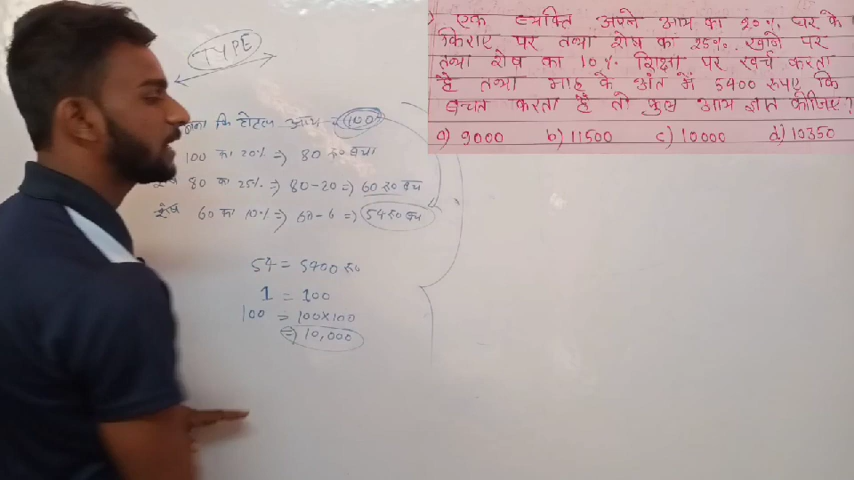 TYPE
एक व्यक्ति अपने आय का 20% घर के
किराए पर तथा शेष का 25% खाने पर
तथा शेष का 10% शिक्षा पर खर्च करता
है तथा माह के अंत में 5400 रूपए कि
बचत करता है तो कुल आय ज्ञात कीजिए?
a) 9000 b) 11500 c) 10000 d) 10350
कि टोटल आय = 100
100 का 20% => 80 रु० बचा
शेष 80 का 25% => 80-20 => 60 रु० बचा
शेष 60 का 10% => 60-6 => 54 रु० बचा
54 = 5400 रु०
1 = 100
100 = 100x100
=> 10,000